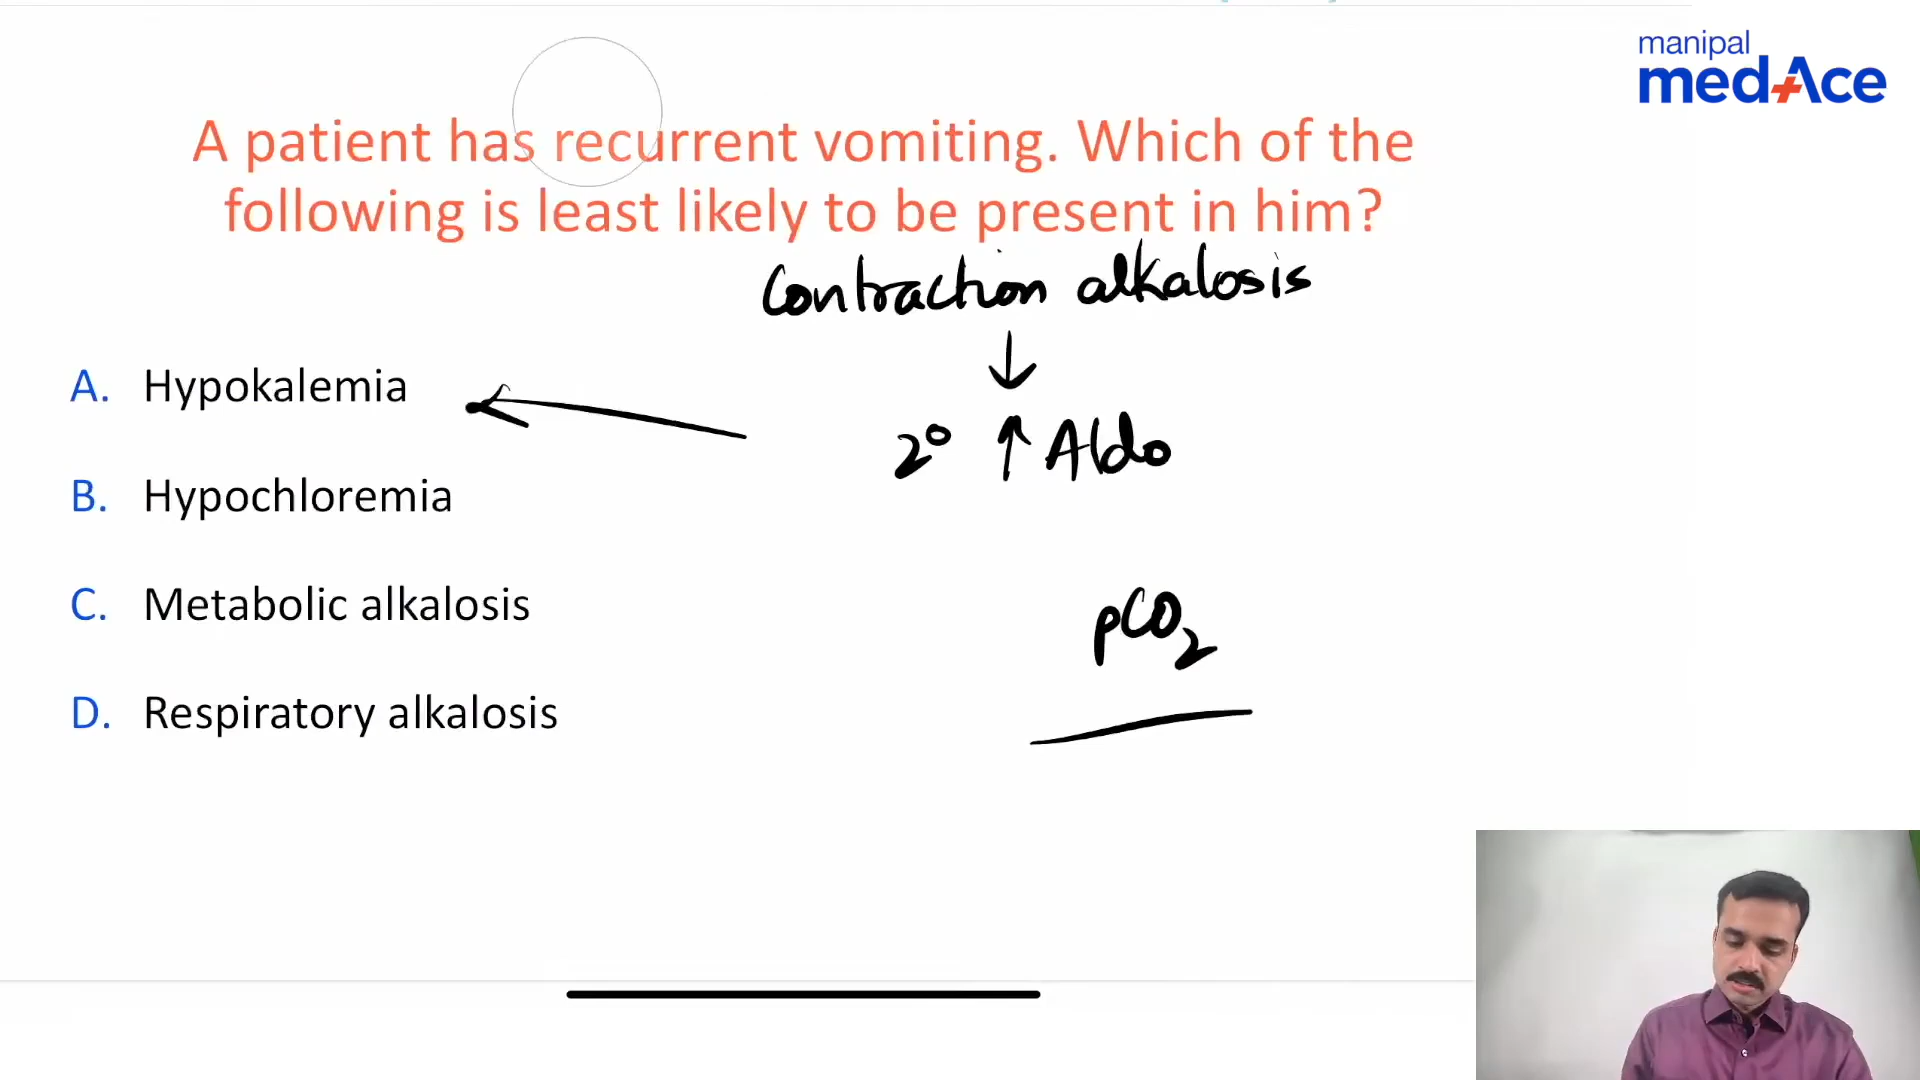 manipal
medAce
A patient has recurrent vomiting. Which of the
following is least likely to be present in him?
Contraction alkalosis
↓
A. Hypokalemia
2° ↑ Aldo
B. Hypochloremia
C. Metabolic alkalosis
pCO2
D. Respiratory alkalosis